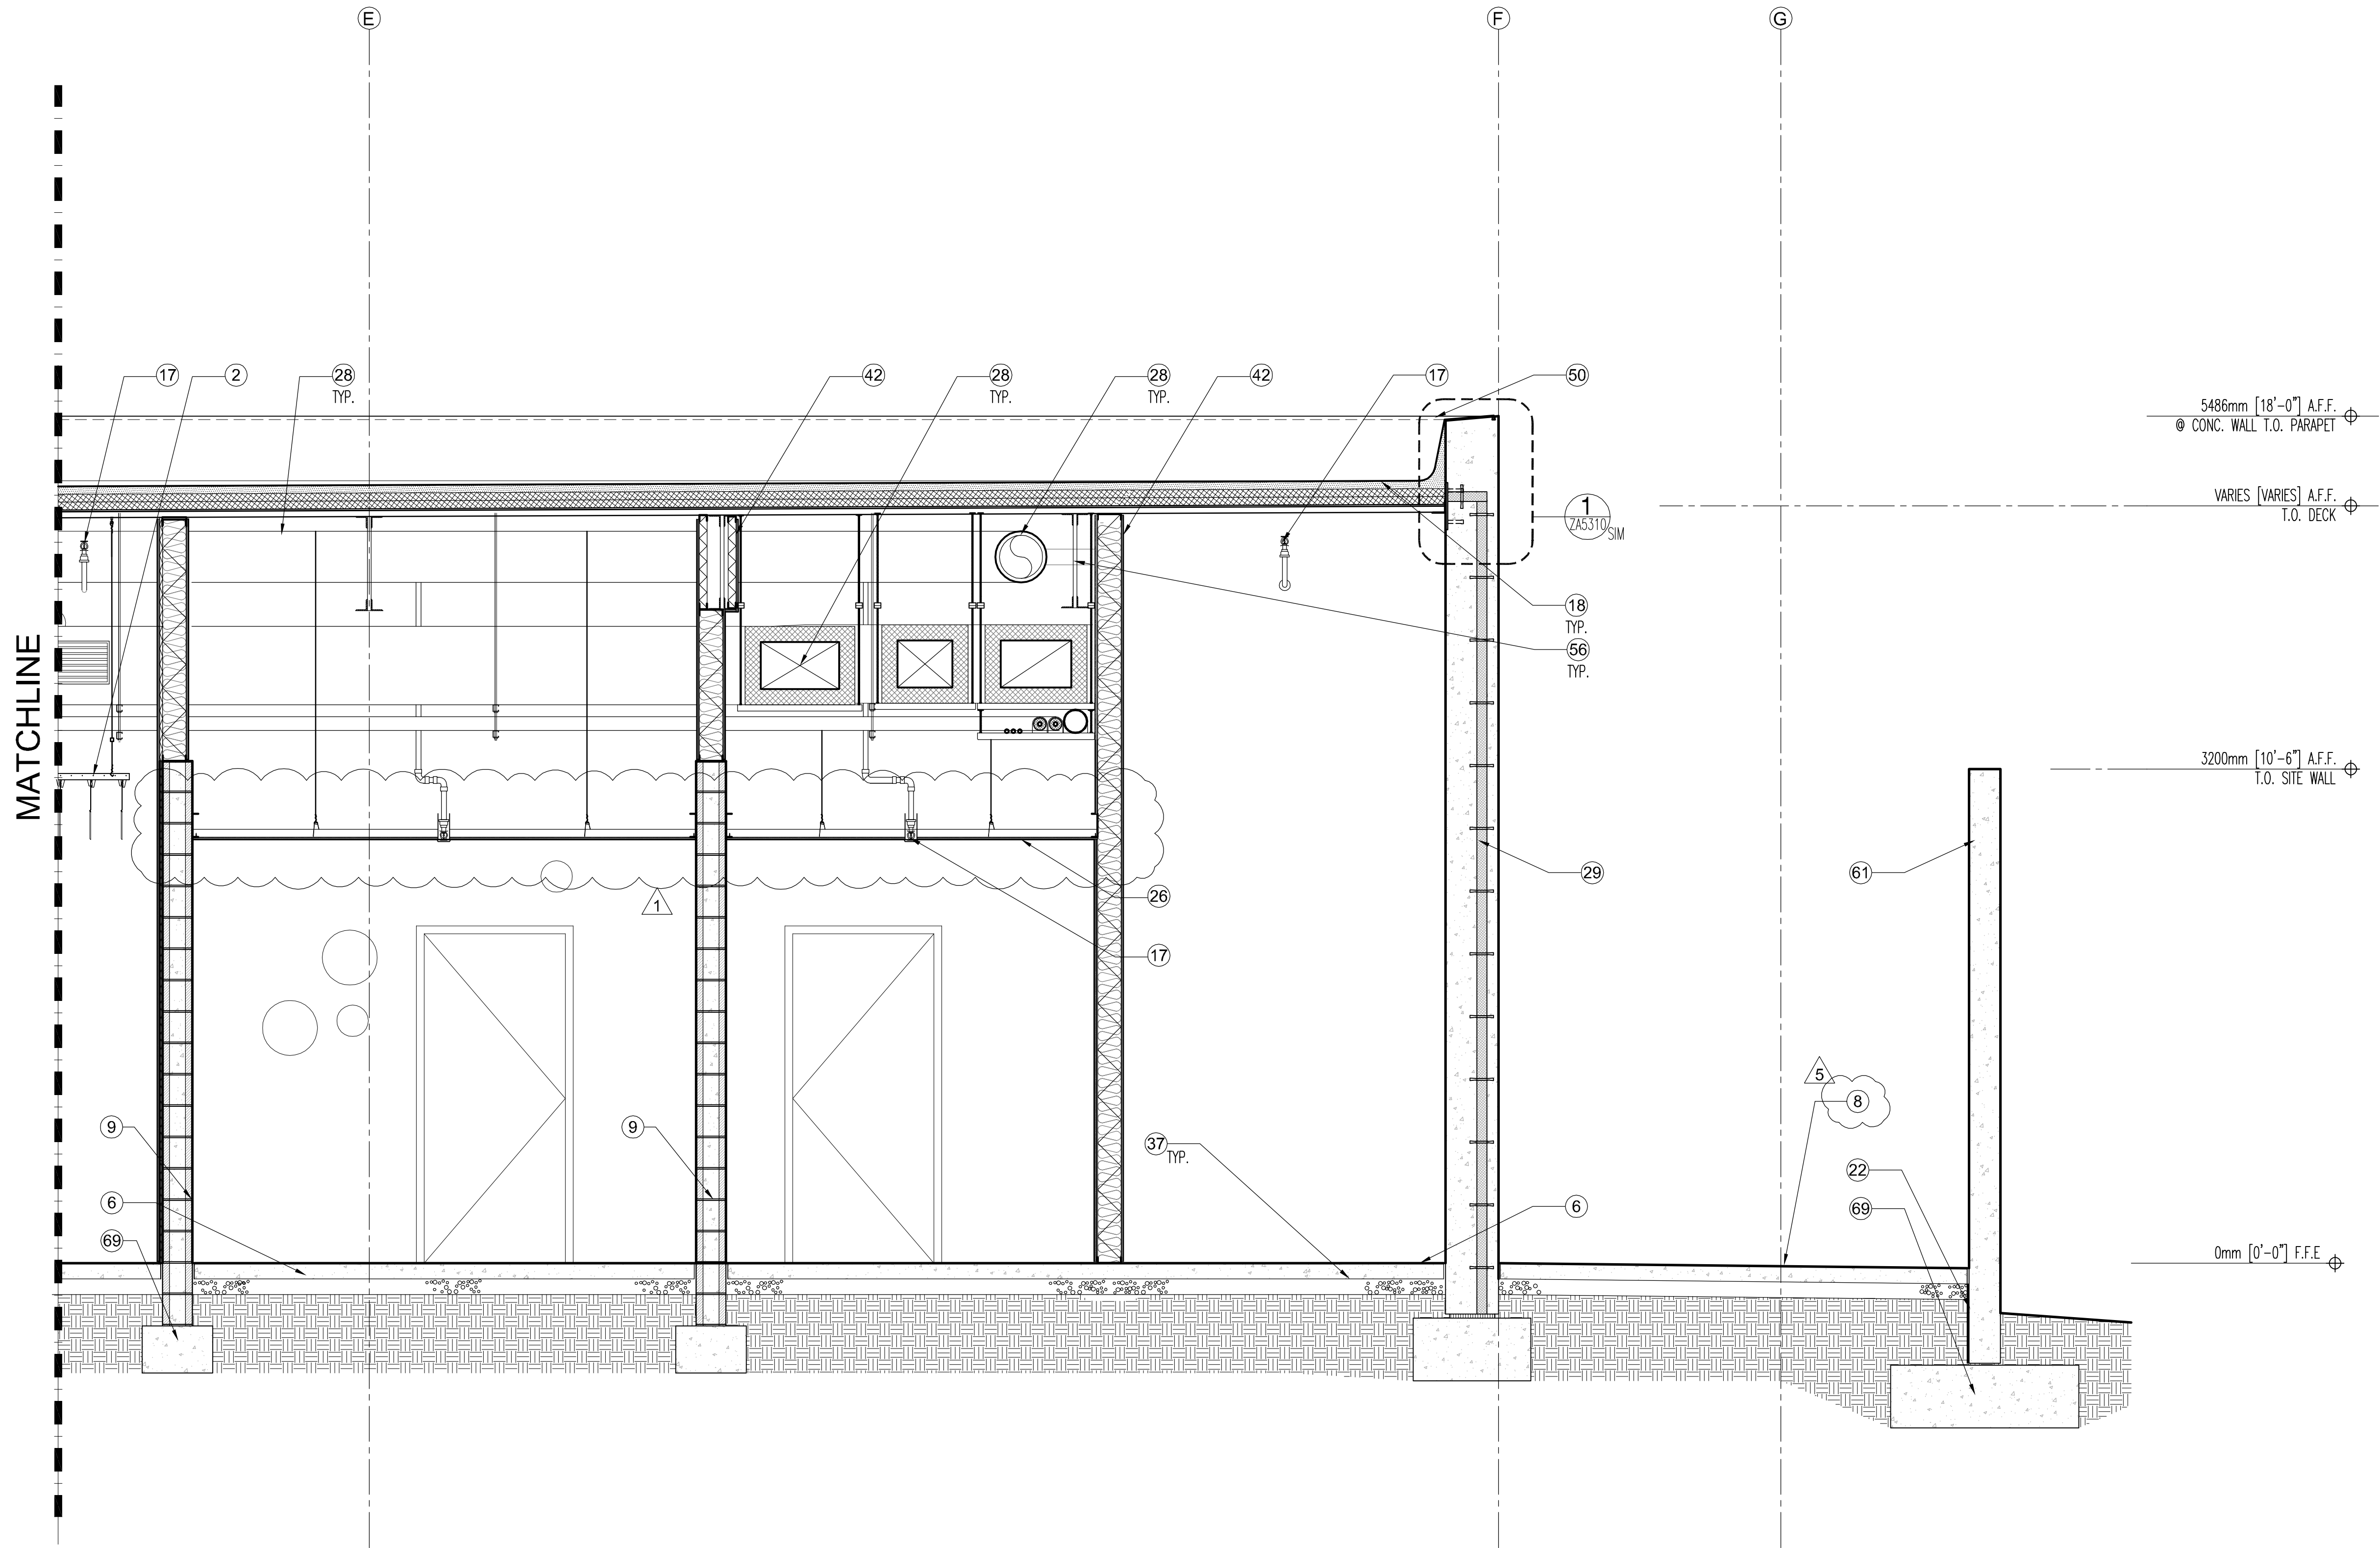 E
F
G
17
2
28
TYP.
42
28
TYP.
28
TYP.
42
17
50
5486mm [18'-0"] A.F.F.
@ CONC. WALL T.O. PARAPET
1
ZA5310
SIM
VARIES [VARIES] A.F.F.
T.O. DECK
18
TYP.
56
TYP.
MATCHLINE
3200mm [10'-6"] A.F.F.
T.O. SITE WALL
29
61
26
1
17
5
8
9
9
37
TYP.
22
6
6
69
69
0mm [0'-0"] F.F.E